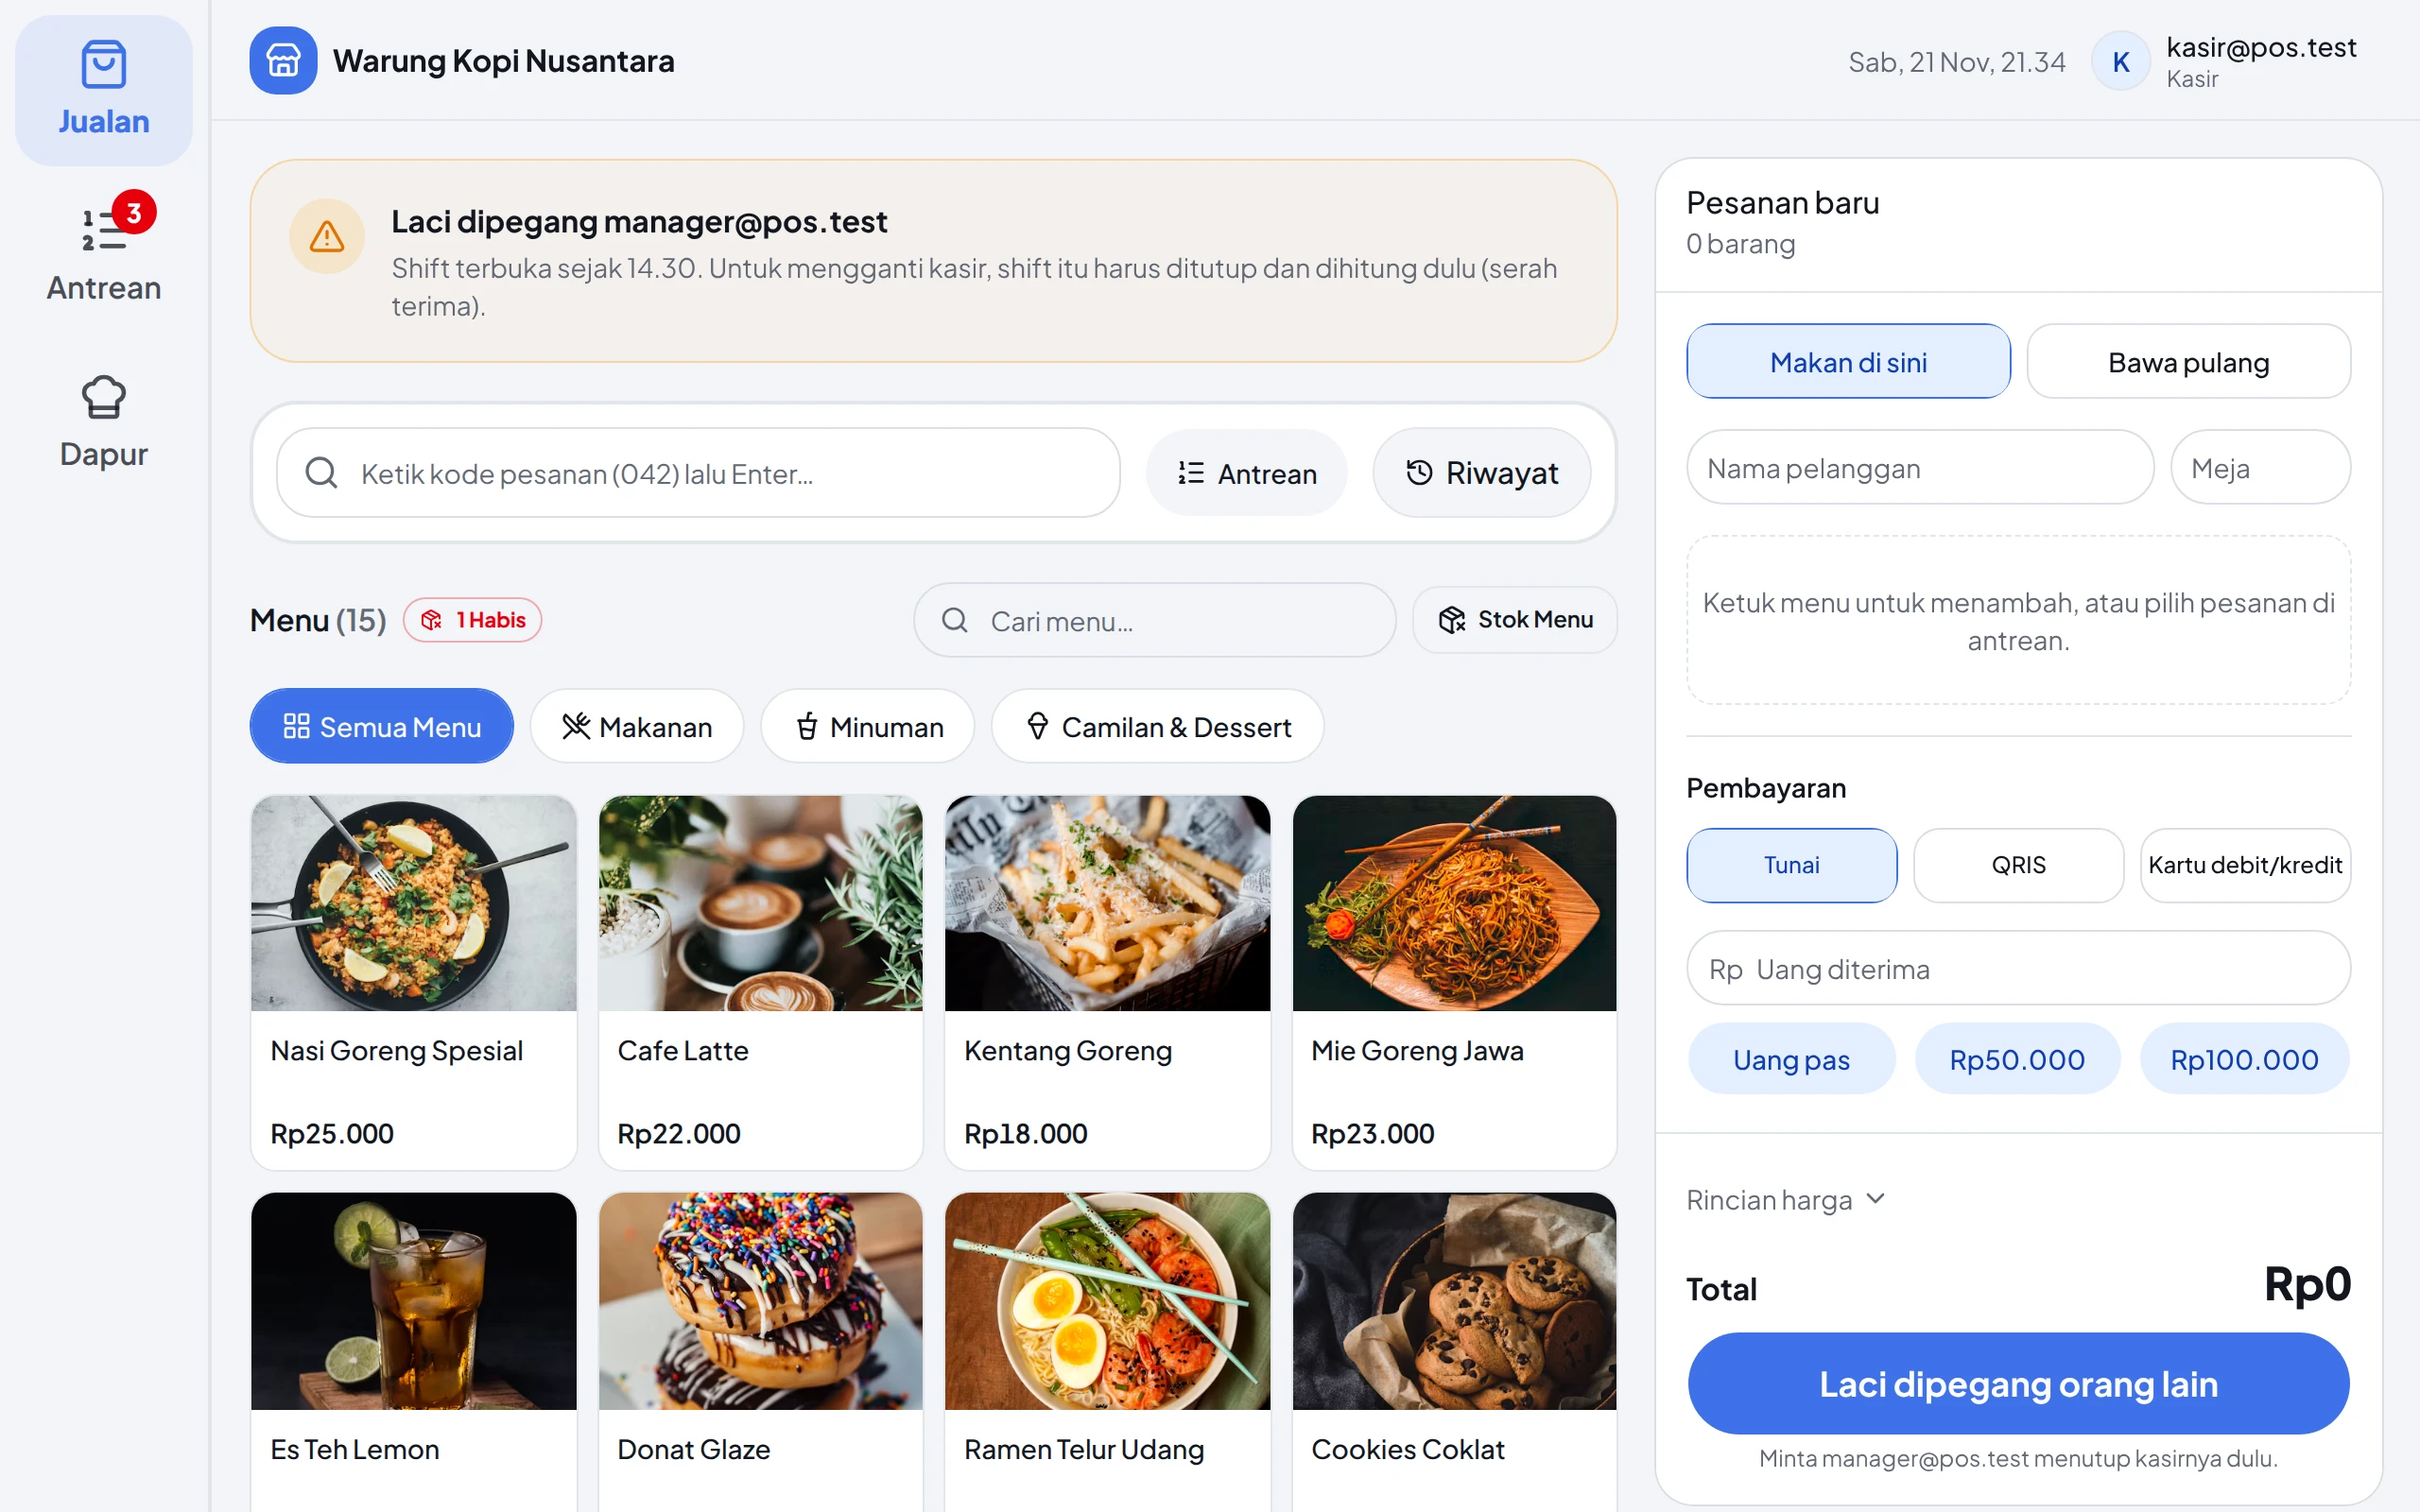 Jualan
3
Antrean
Dapur
Warung Kopi Nusantara
Sab, 21 Nov, 21.34
K
kasir@pos.test
Kasir
Laci dipegang manager@pos.test
Shift terbuka sejak 14.30. Untuk mengganti kasir, shift itu harus ditutup dan dihitung dulu (serah
terima).
Ketik kode pesanan (042) lalu Enter...
Antrean
Riwayat
Menu (15)
1 Habis
Cari menu...
Stok Menu
Semua Menu
Makanan
Minuman
Camilan & Dessert
Nasi Goreng Spesial
Rp25.000
Cafe Latte
Rp22.000
Kentang Goreng
Rp18.000
Mie Goreng Jawa
Rp23.000
Es Teh Lemon
Donat Glaze
Ramen Telur Udang
Cookies Coklat
Pesanan baru
0 barang
Makan di sini
Bawa pulang
Nama pelanggan
Meja
Ketuk menu untuk menambah, atau pilih pesanan di
antrean.
Pembayaran
Tunai
QRIS
Kartu debit/kredit
Rp Uang diterima
Uang pas
Rp50.000
Rp100.000
Rincian harga
Total
Rp0
Laci dipegang orang lain
Minta manager@pos.test menutup kasirnya dulu.